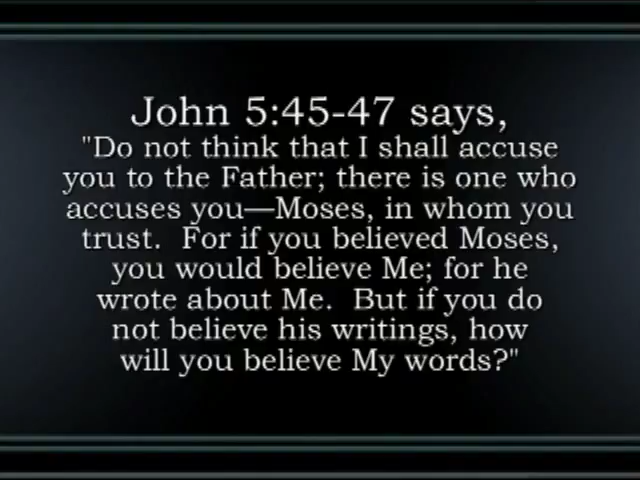 John 5:45-47 says,
"Do not think that I shall accuse
you to the Father; there is one who
accuses you—Moses, in whom you
trust.  For if you believed Moses,
you would believe Me; for he
wrote about Me.  But if you do
not believe his writings, how
will you believe My words?"